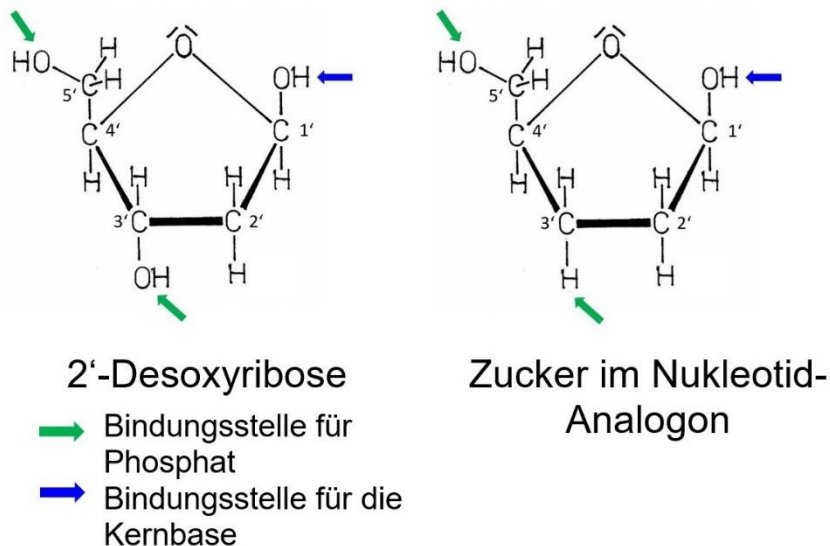 HO
H
O
OH
5'
C
H
C
4'
C
1'
H
H
H
H
3'
C
C
2'
OH
H
HO
H
O
OH
5'
C
H
C
4'
C
1'
H
H
H
H
3'
C
C
2'
H
H
2'-Desoxyribose
Bindungsstelle für
Phosphat
Bindungsstelle für die
Kernbase
Zucker im Nukleotid-
Analogon